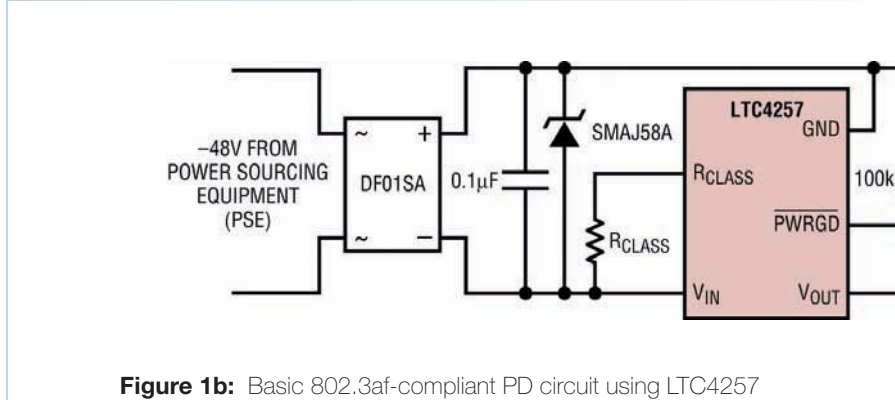 –48V FROM
POWER SOURCING
EQUIPMENT
(PSE)
~
+
DF01SA
~
–
0.1µF
SMAJ58A
RCLASS
LTC4257
GND
RCLASS
PWRGD
VIN
VOUT
100k
Figure 1b: Basic 802.3af-compliant PD circuit using LTC4257